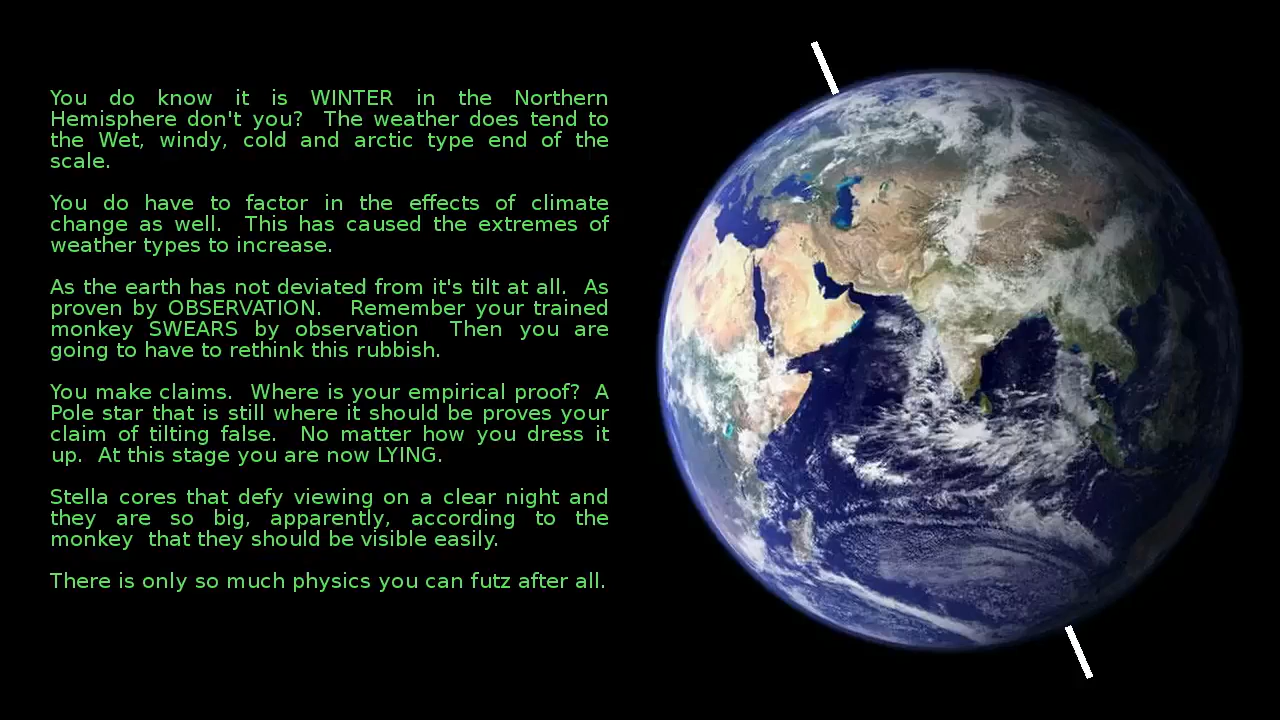 You do know it is WINTER in the Northern
Hemisphere don't you?  The weather does tend to
the Wet, windy, cold and arctic type end of the
scale.
You do have to factor in the effects of climate
change as well.  This has caused the extremes of
weather types to increase.
As the earth has not deviated from it's tilt at all.  As
proven by OBSERVATION.   Remember your trained
monkey SWEARS by observation   Then you are
going to have to rethink this rubbish.
You make claims.  Where is your empirical proof?  A
Pole star that is still where it should be proves your
claim of tilting false.  No matter how you dress it
up.  At this stage you are now LYING.
Stella cores that defy viewing on a clear night and
they are so big, apparently, according to the
monkey  that they should be visible easily.
There is only so much physics you can futz after all.